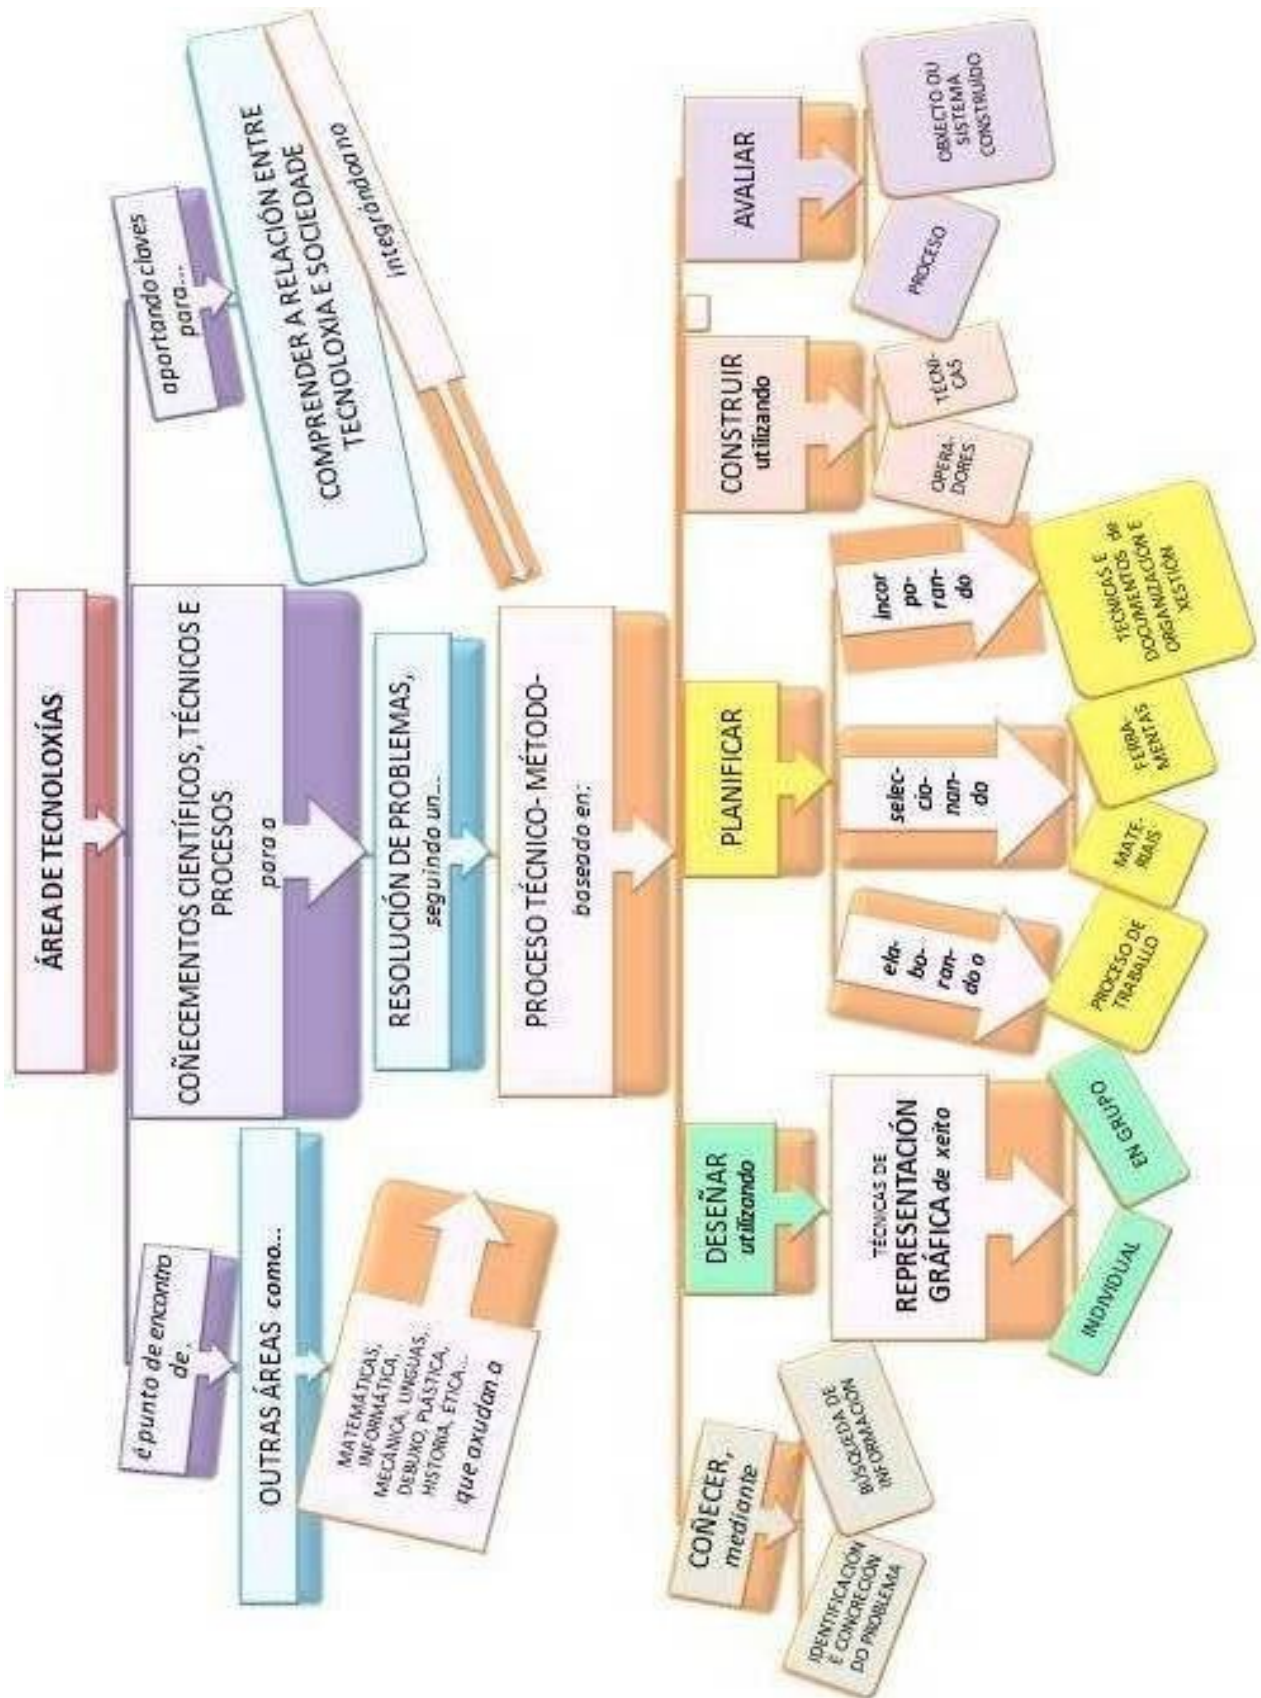 ÁREA DE TECNOLOXÍAS
é punto de encontro
de.
COÑECEMENTOS CIENTÍFICOS, TÉCNICOS E
PROCESOS
para a
aportando claves
para...
OUTRAS ÁREAS como...
MATEMÁTICAS,
INFORMÁTICA,
MECÁNICA, LINGUAS,
DEBUXO, PLÁSTICA,
HISTORIA, ETICA...
que axudan a
RESOLUCIÓN DE PROBLEMAS,
seguindo un...
COMPRENDER A RELACIÓN ENTRE
TECNOLOXIA E SOCIEDADE
integrándoa no
PROCESO TÉCNICO- MÉTODO-
baseado en:
COÑECER,
mediante
IDENTIFICACIÓN
E CONCRECIÓN
DO PROBLEMA
BÚSQUEDA DE
INFORMACIÓN
DESEÑAR
utilizando
TÉCNICAS DE
REPRESENTACIÓN
GRÁFICA de xeito
INDIVIDUAL
EN GRUPO
PLANIFICAR
ela-
bo-
ran-
do o
PROCESO DE
TRABALLO
selec-
cio-
nan-
do
MATE-
RIAIS
FERRA-
MENTAS
incor
po-
ran-
do
TECNICAS E
DOCUMENTOS de
ORGANIZACIÓN E
XESTIÓN
CONSTRUIR
utilizando
OPERA-
DORES
TÉCNI-
CAS
AVALIAR
PROCESO
OBXECTO OU
SISTEMA
CONSTRUÍDO